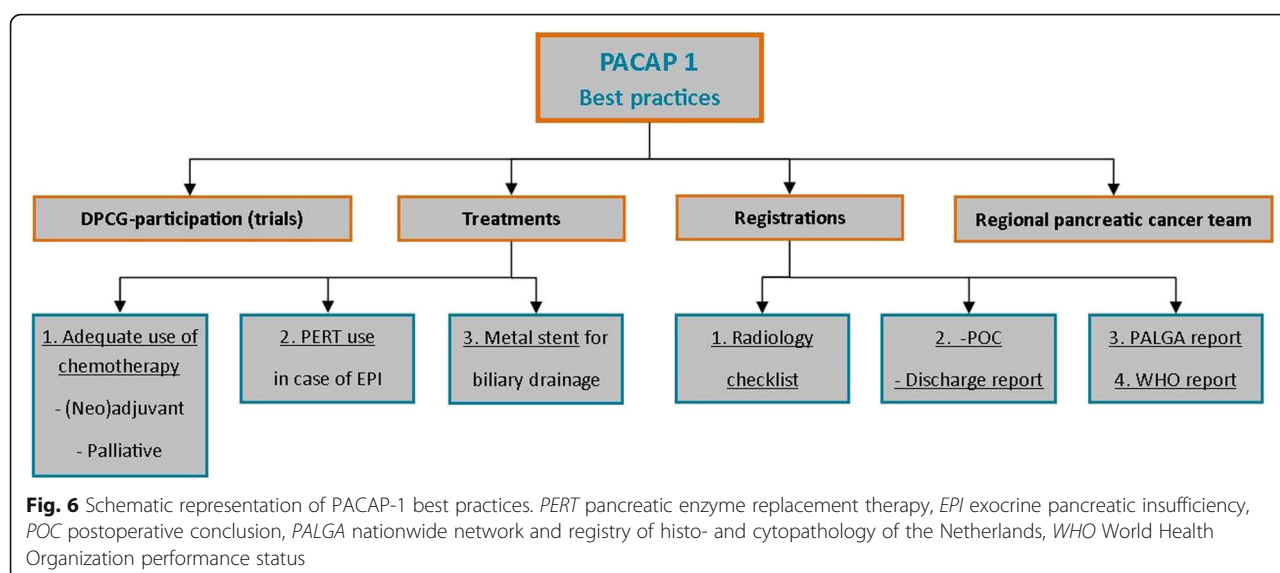 PACAP 1
Best practices
DPCG-participation (trials)
Treatments
Registrations
Regional pancreatic cancer team
1. Adequate use of
chemotherapy
- (Neo)adjuvant
- Palliative
2. PERT use
in case of EPI
3. Metal stent for
biliary drainage
1. Radiology
checklist
2. -POC
- Discharge report
3. PALGA report
4. WHO report
Fig. 6 Schematic representation of PACAP-1 best practices. PERT pancreatic enzyme replacement therapy, EPI exocrine pancreatic insufficiency,
POC postoperative conclusion, PALGA nationwide network and registry of histo- and cytopathology of the Netherlands, WHO World Health
Organization performance status